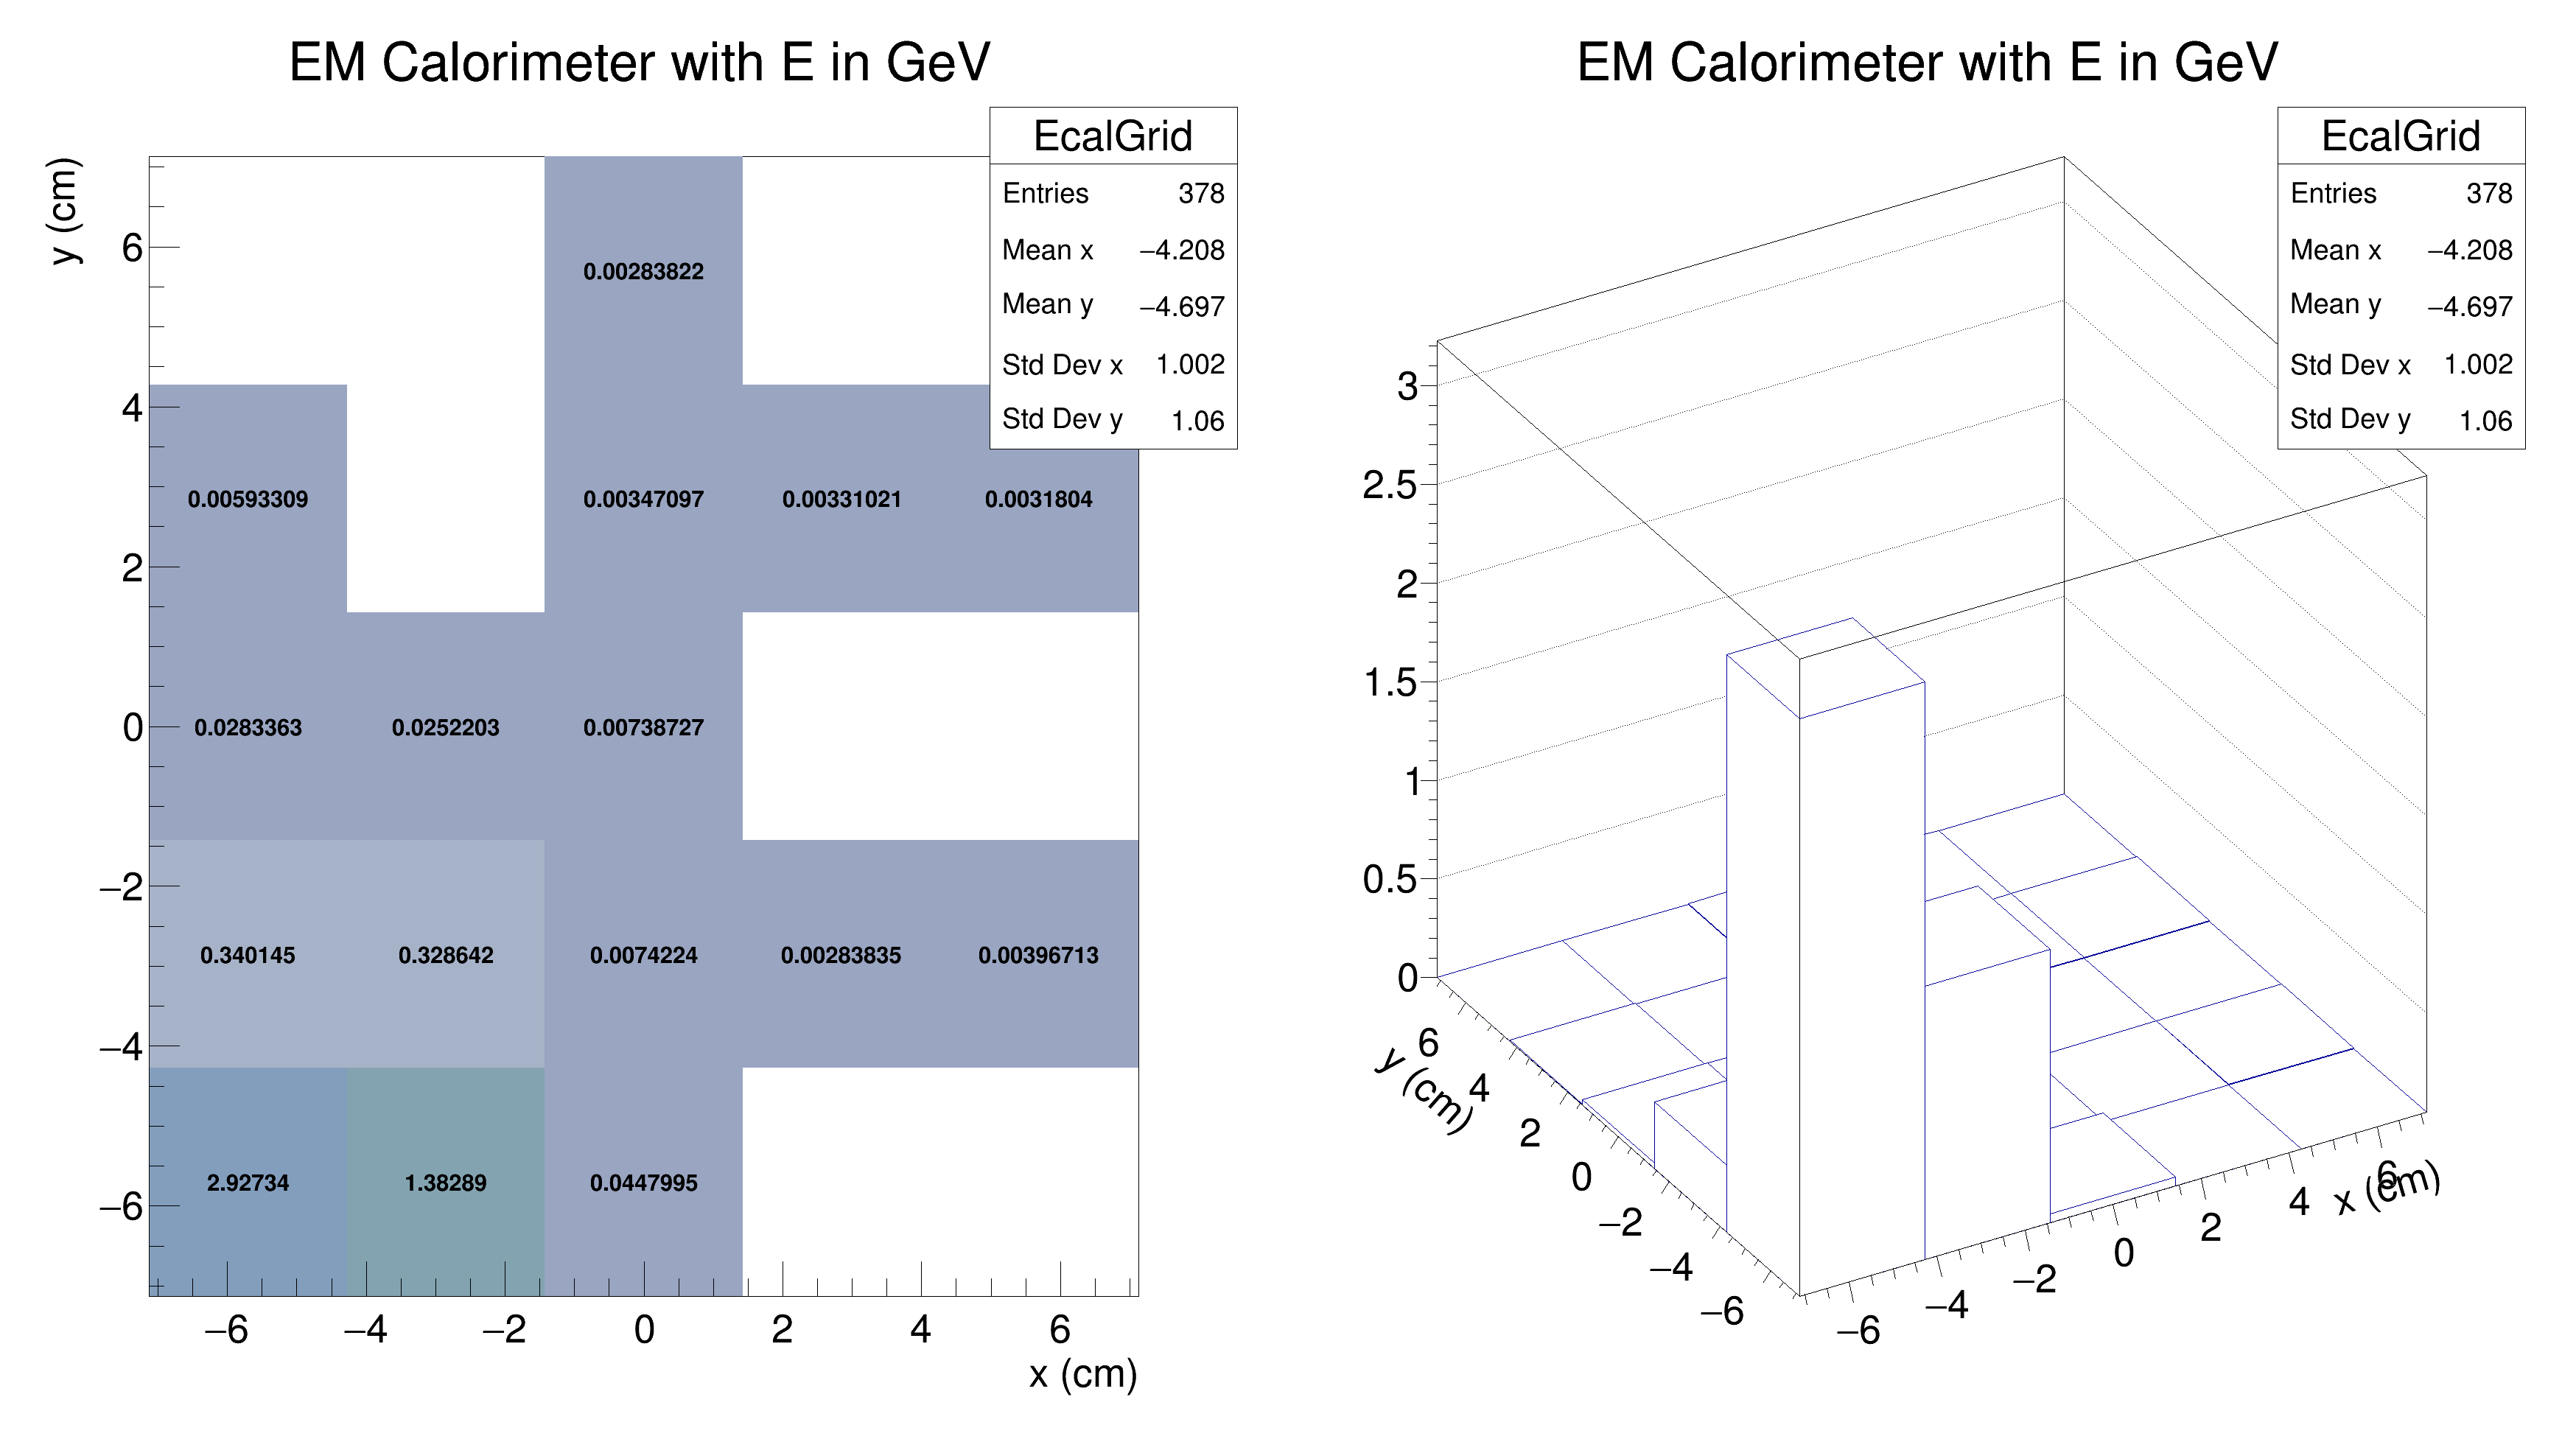 EM Calorimeter with E in GeV
EcalGrid
Entries 378
Mean x −4.208
Mean y −4.697
Std Dev x 1.002
Std Dev y 1.06
y (cm)
6
4
2
0
−2
−4
−6
0.00283822
0.00593309 0.00347097 0.00331021 0.0031804
0.0283363 0.0252203 0.00738727
0.340145 0.328642 0.0074224 0.00283835 0.00396713
2.92734 1.38289 0.0447995
−6 −4 −2 0 2 4 6
x (cm)
EM Calorimeter with E in GeV
EcalGrid
Entries 378
Mean x −4.208
Mean y −4.697
Std Dev x 1.002
Std Dev y 1.06
3
2.5
2
1.5
1
0.5
0
6
4
2
0
−2
−4
−6
y (cm)
−6
−4
−2
0
2
4
6
x (cm)